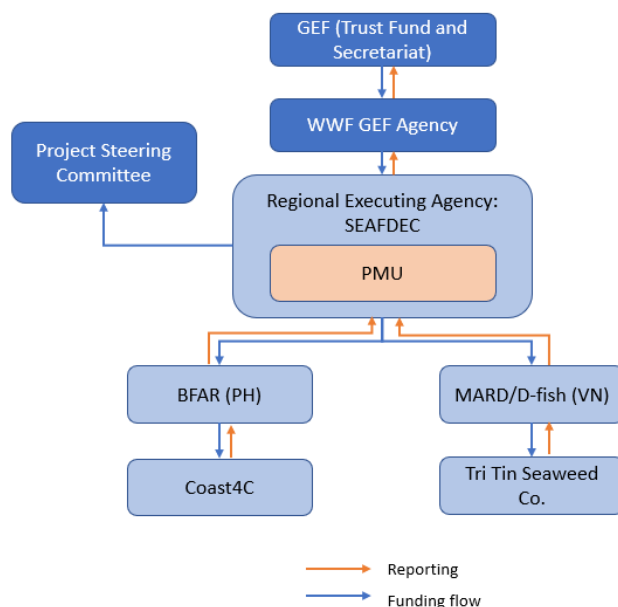 GEF (Trust Fund and
Secretariat)
WWF GEF Agency
Project Steering
Committee
Regional Executing Agency:
SEAFDEC
PMU
BFAR (PH)
MARD/D-fish (VN)
Coast4C
Tri Tin Seaweed
Co.
Reporting
Funding flow